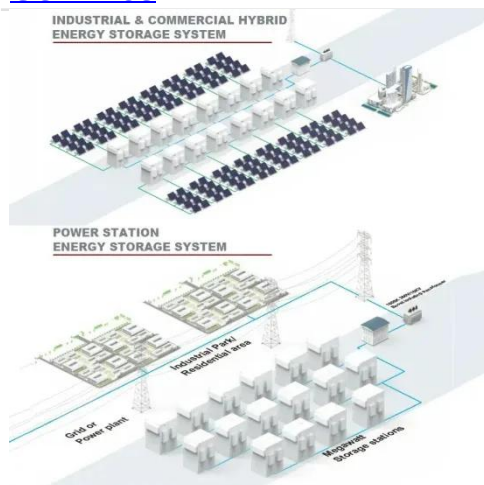 INDUSTRIAL & COMMERCIAL HYBRID
ENERGY STORAGE SYSTEM
POWER STATION
ENERGY STORAGE SYSTEM
Industrial Park/
Residential area
Grid or
Power plant
Megawatt
Storage stations